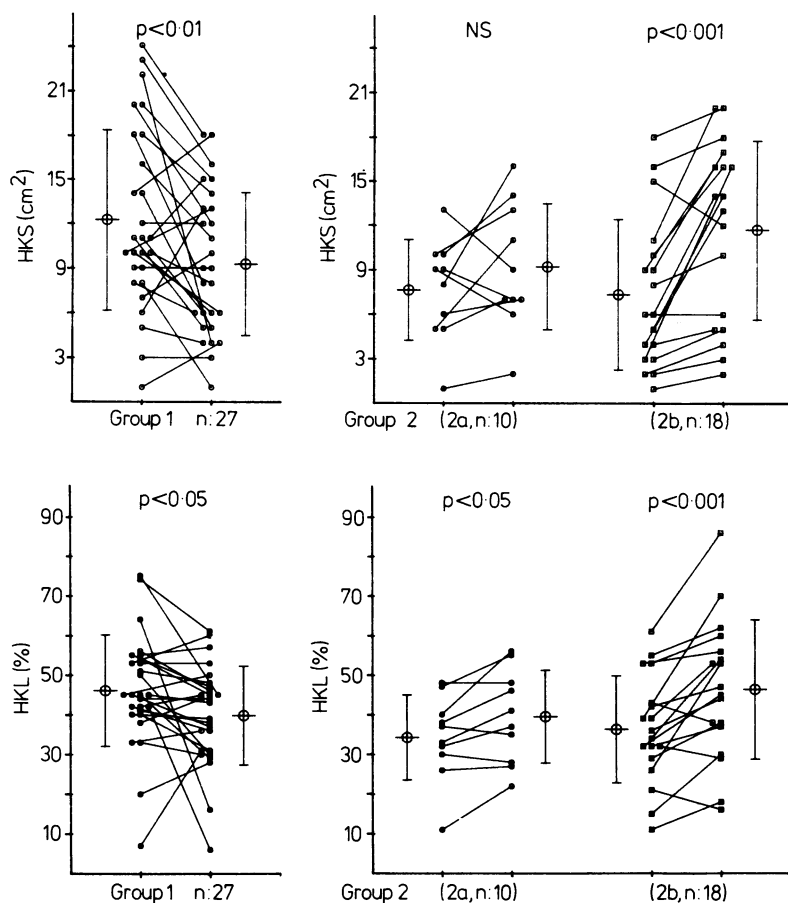 p<0·01
NS
p<0·001
HKS (cm²)
21
15
9
3
Group 1 n:27
HKS (cm²)
21
15
9
3
Group 2 (2a, n:10) (2b, n:18)
p<0·05
p<0·05
p<0·001
HKL (%)
90
70
50
30
10
Group 1 n:27
HKL (%)
90
70
50
30
10
Group 2 (2a, n:10) (2b, n:18)